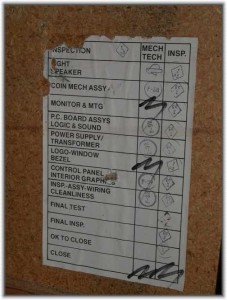 INSPECTION
MECH TECH
INSP.
LIGHT
SPEAKER
COIN MECH ASSY
MONITOR & MTG
P.C. BOARD ASSYS
LOGIC & SOUND
POWER SUPPLY/
TRANSFORMER
LOGO-WINDOW
BEZEL
CONTROL PANEL
INTERIOR GRAPH
INSP.-ASSY-WIRING
CLEANLINESS
FINAL TEST
FINAL INSP.
OK TO CLOSE
CLOSE